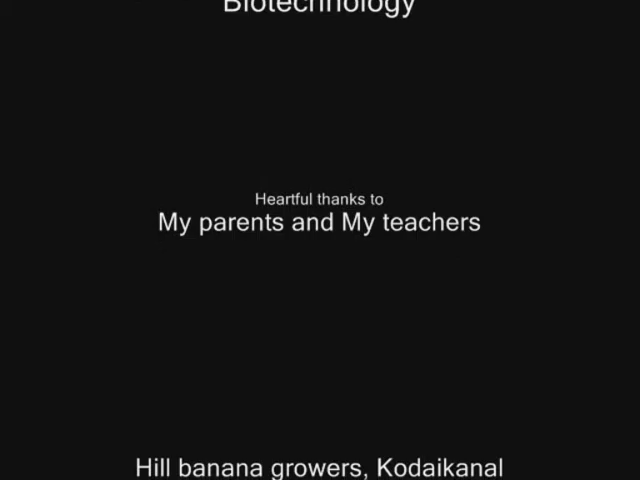 Biotechnology
Heartful thanks to
My parents and My teachers
Hill banana growers, Kodaikanal